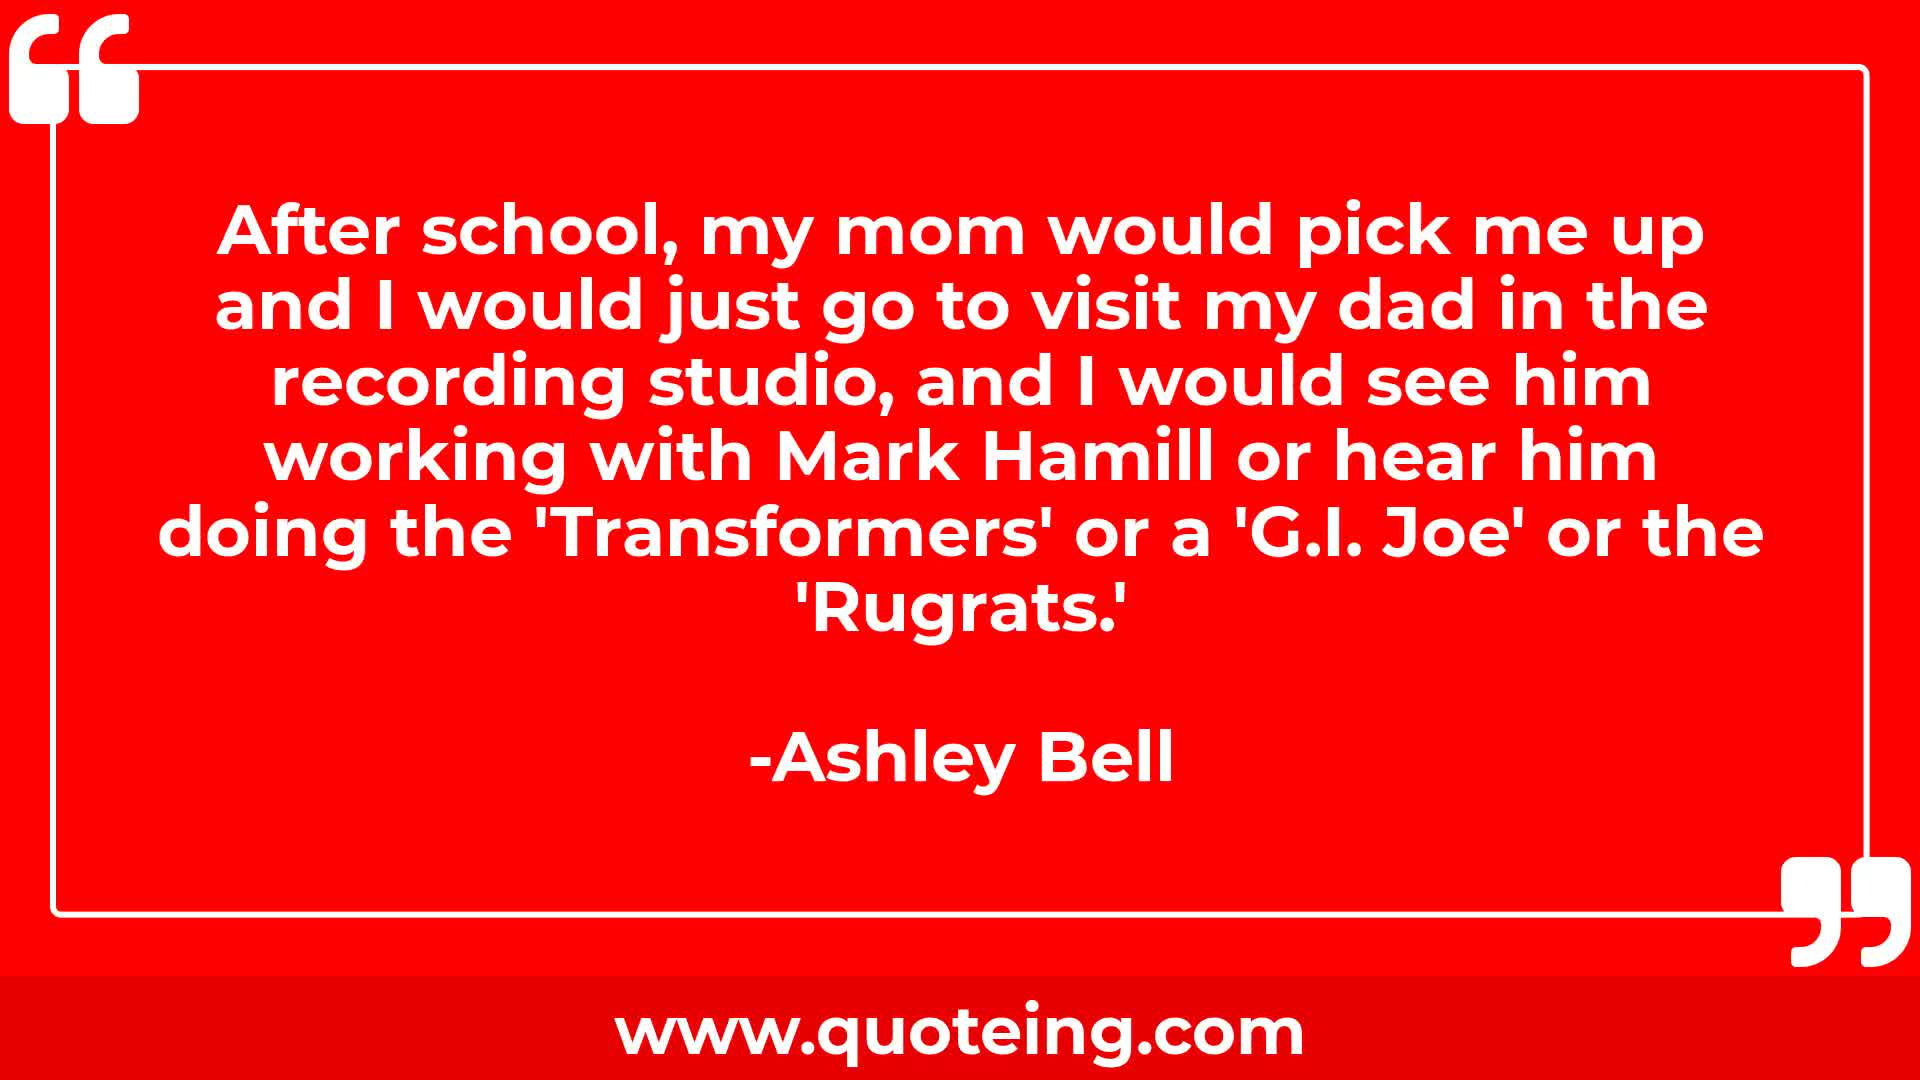 After school, my mom would pick me up
and I would just go to visit my dad in the
recording studio, and I would see him
working with Mark Hamill or hear him
doing the 'Transformers' or a 'G.I. Joe' or the
'Rugrats.'
-Ashley Bell
www.quoteing.com